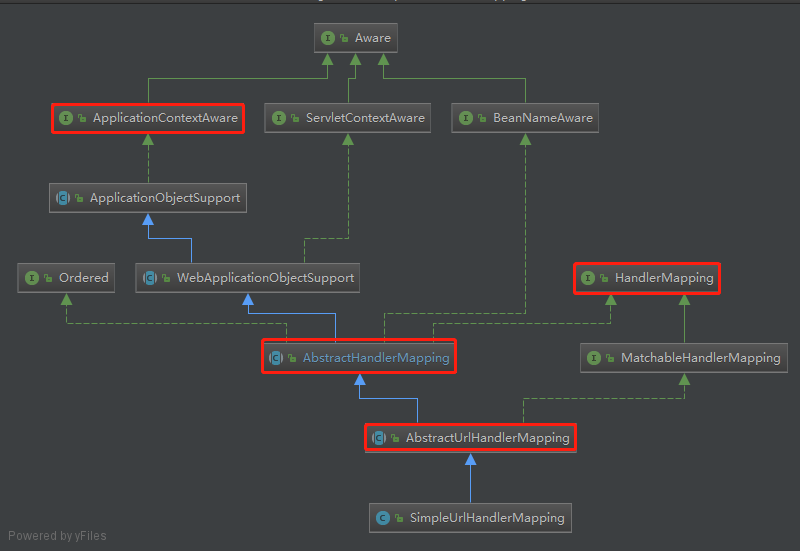 Aware
ApplicationContextAware
ServletContextAware
BeanNameAware
ApplicationObjectSupport
Ordered
WebApplicationObjectSupport
HandlerMapping
AbstractHandlerMapping
MatchableHandlerMapping
AbstractUrlHandlerMapping
SimpleUrlHandlerMapping
Powered by yFiles